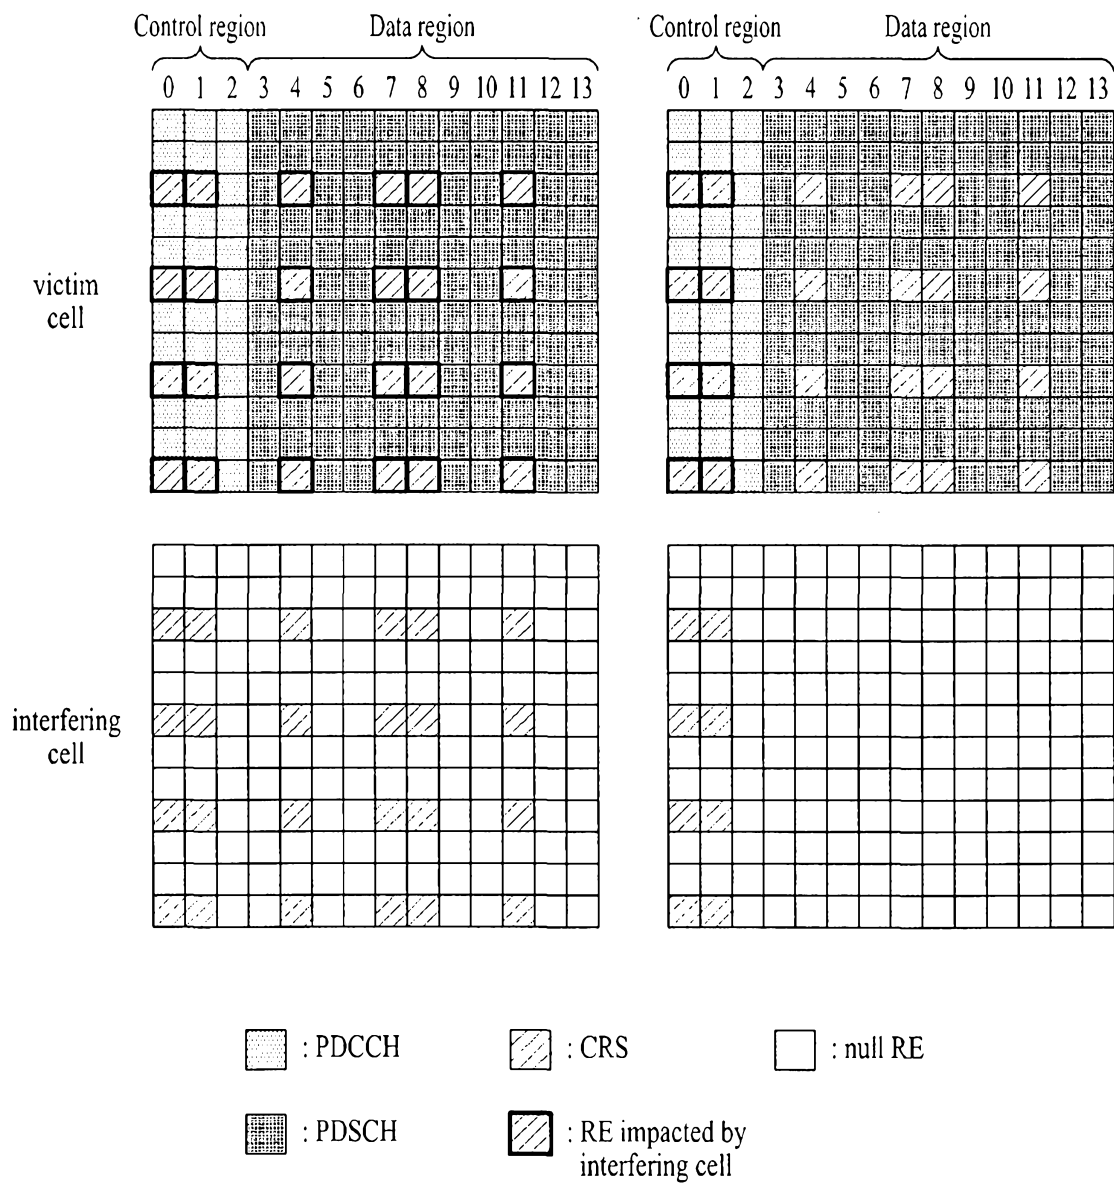 Control region Data region Control region Data region
0 1 2 3 4 5 6 7 8 9 10 11 12 13 0 1 2 3 4 5 6 7 8 9 10 11 12 13
victim
cell
interfering
cell
: PDCCH : CRS : null RE
: PDSCH : RE impacted by
interfering cell